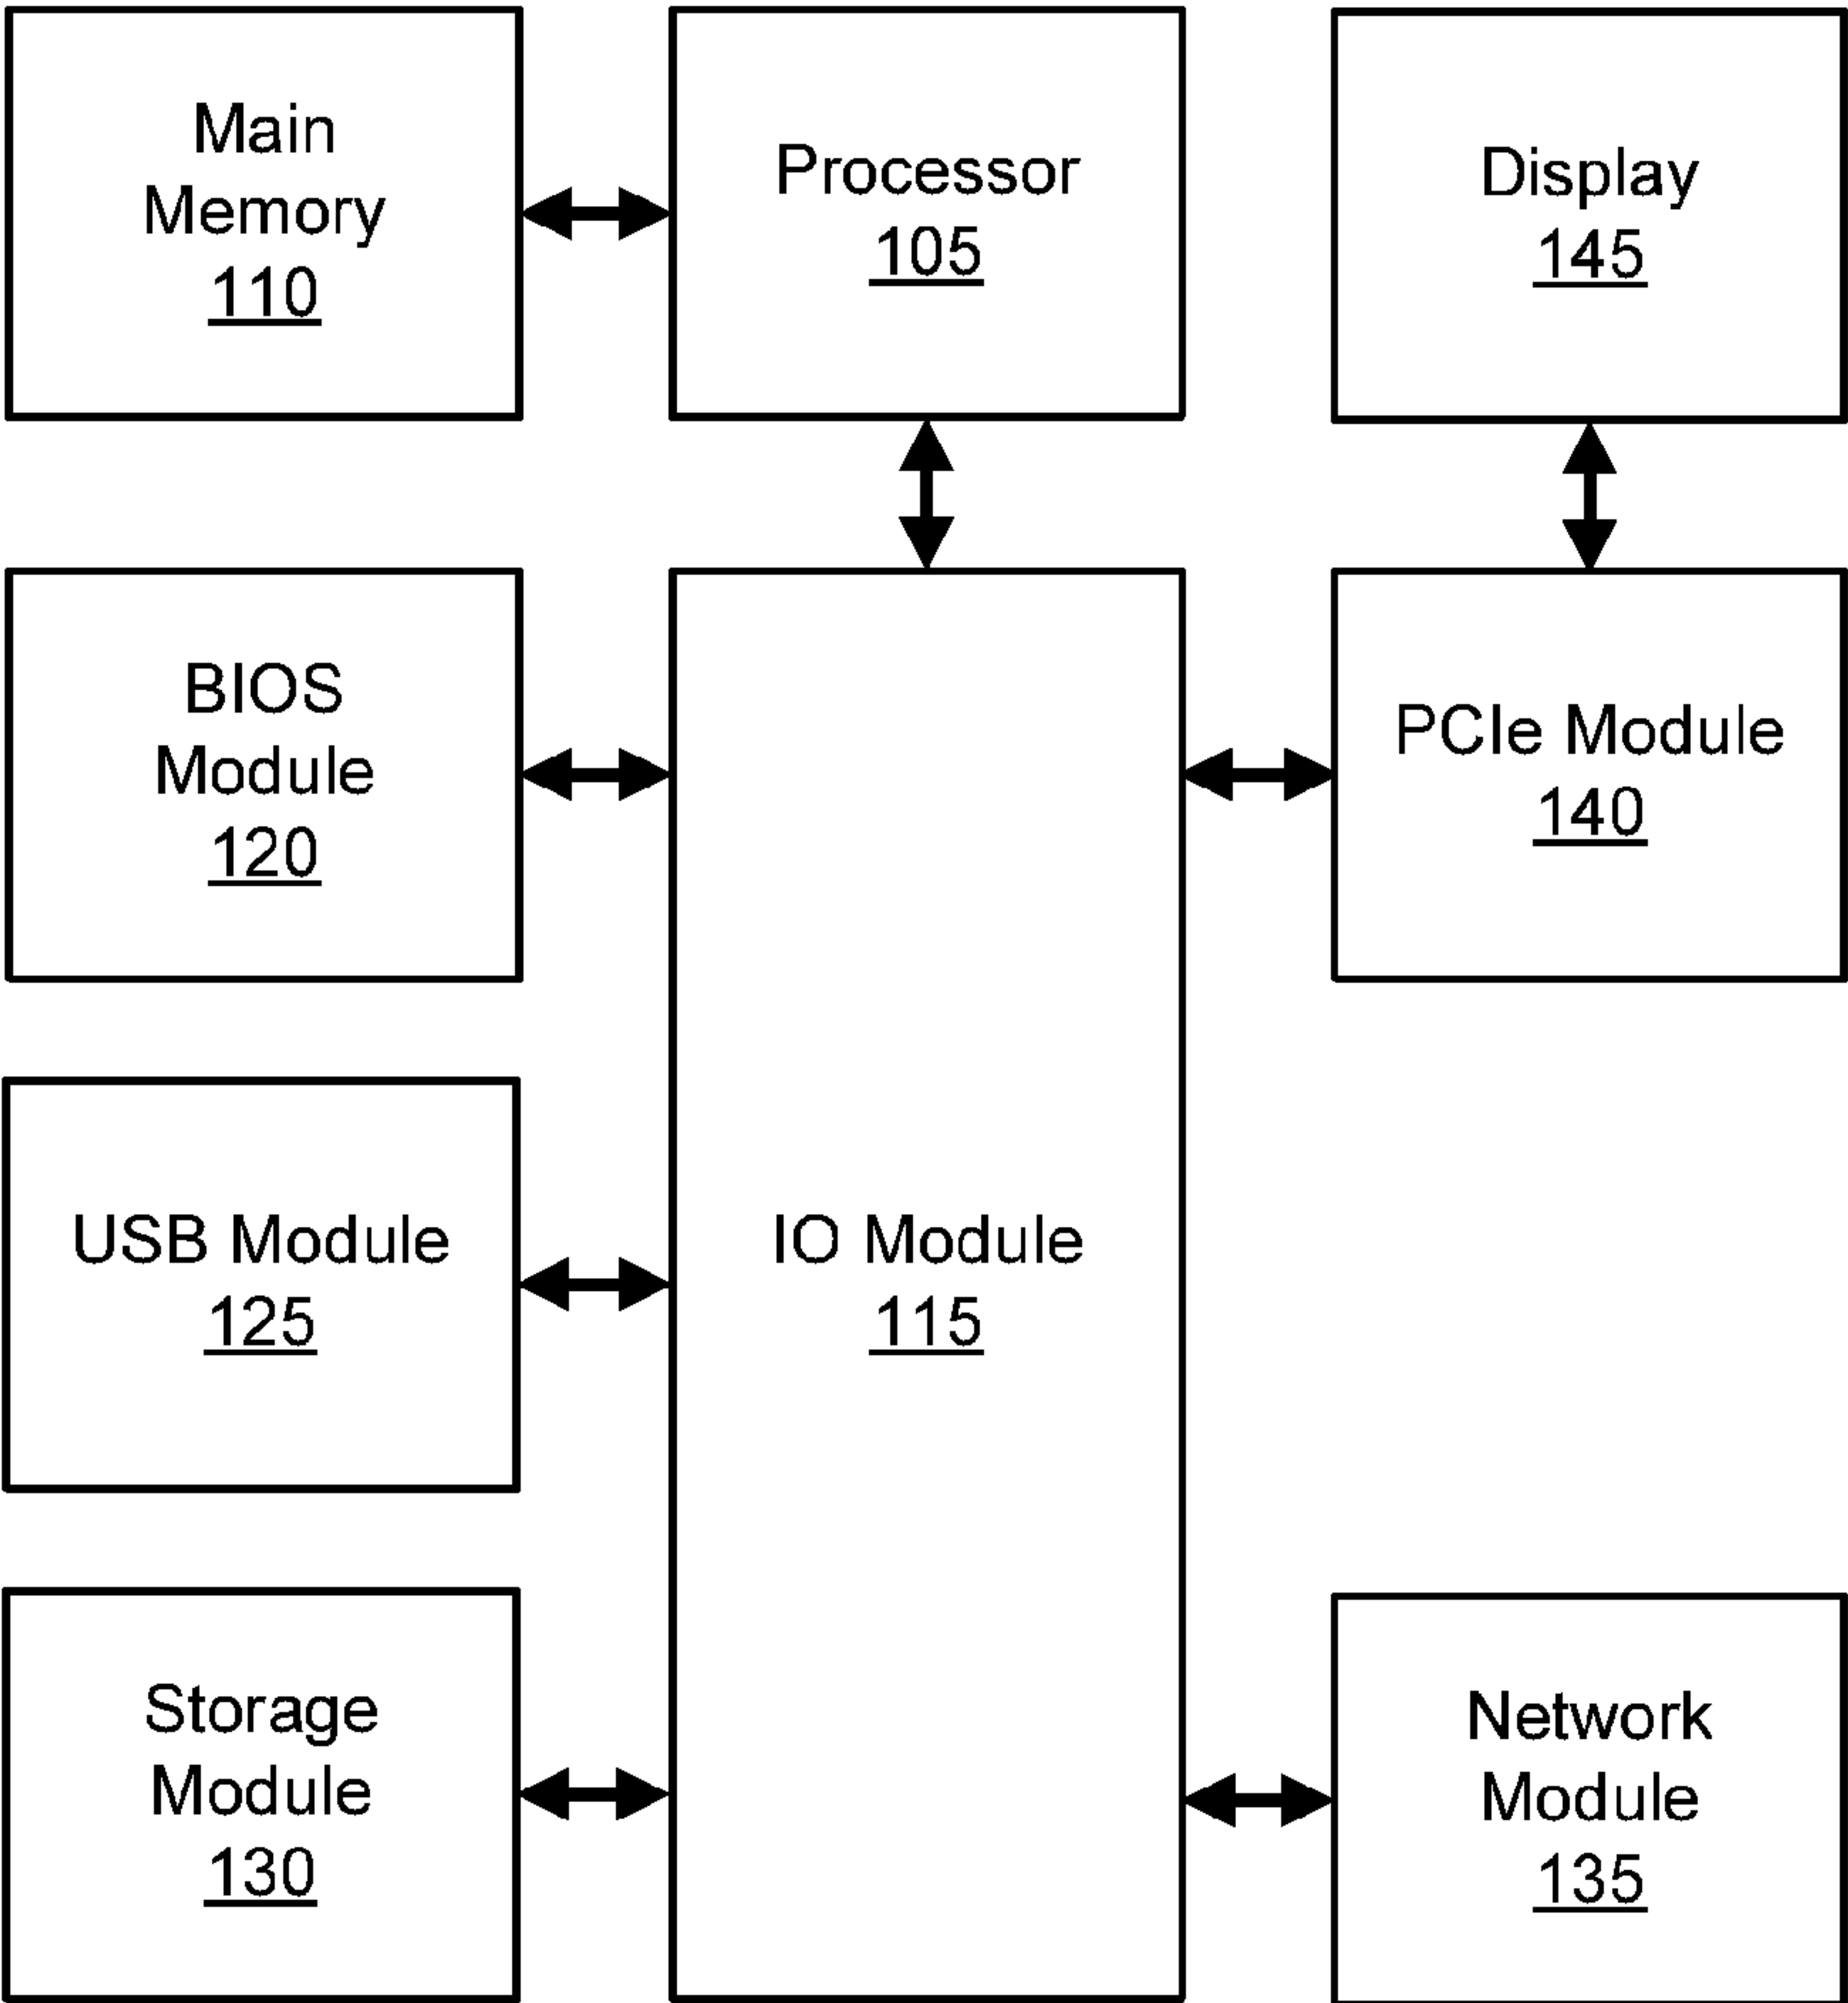 Main
Memory
110
Processor
105
Display
145
BIOS
Module
120
PCIe Module
140
USB Module
125
IO Module
115
Storage
Module
130
Network
Module
135